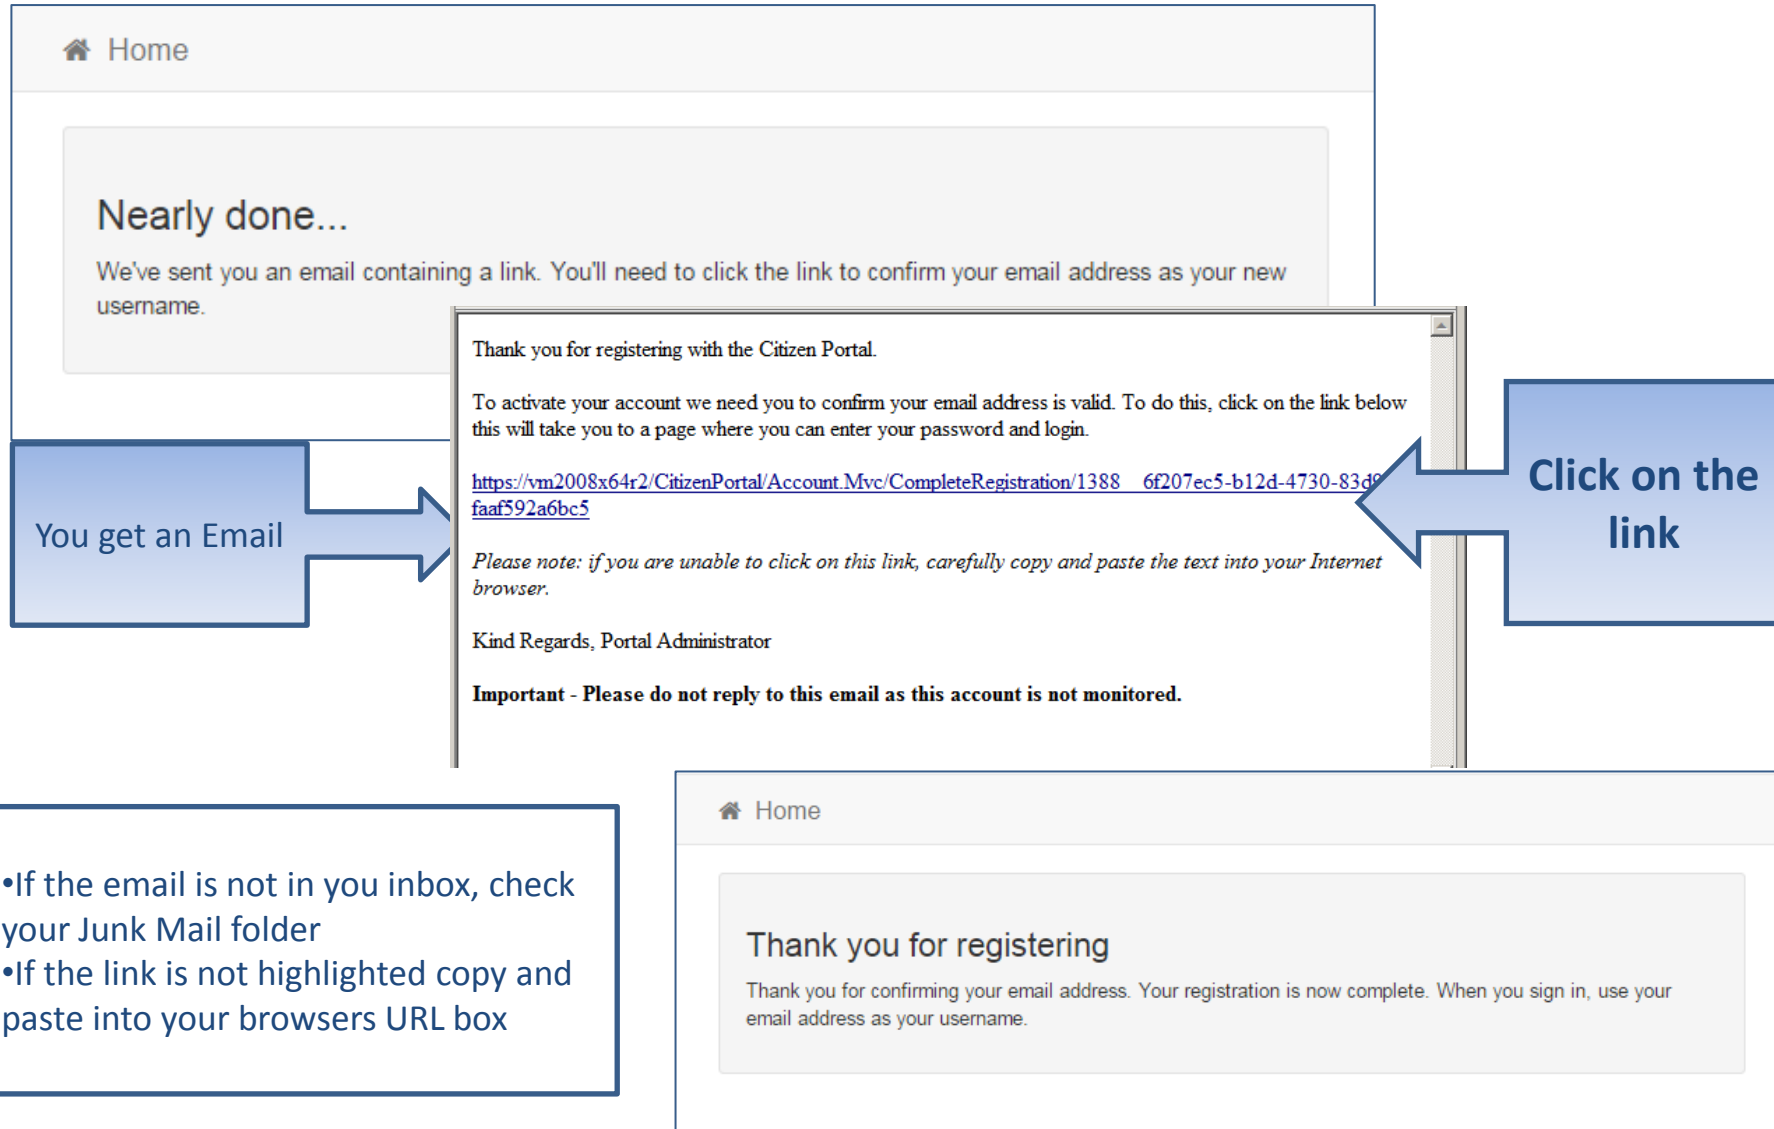 Home
Nearly done...
We've sent you an email containing a link. You'll need to click the link to confirm your email address as your new
username.
Thank you for registering with the Citizen Portal.
To activate your account we need you to confirm your email address is valid. To do this, click on the link below
this will take you to a page where you can enter your password and login.
https://vm2008x64r2/CitizenPortal/Account.Mvc/CompleteRegistration/1388__6f207ec5-b12d-4730-83d9
faaf592a6bc5
Please note: if you are unable to click on this link, carefully copy and paste the text into your Internet
browser.
Kind Regards, Portal Administrator
Important - Please do not reply to this email as this account is not monitored.
You get an Email
Click on the
link
•If the email is not in you inbox, check
your Junk Mail folder
•If the link is not highlighted copy and
paste into your browsers URL box
Home
Thank you for registering
Thank you for confirming your email address. Your registration is now complete. When you sign in, use your
email address as your username.